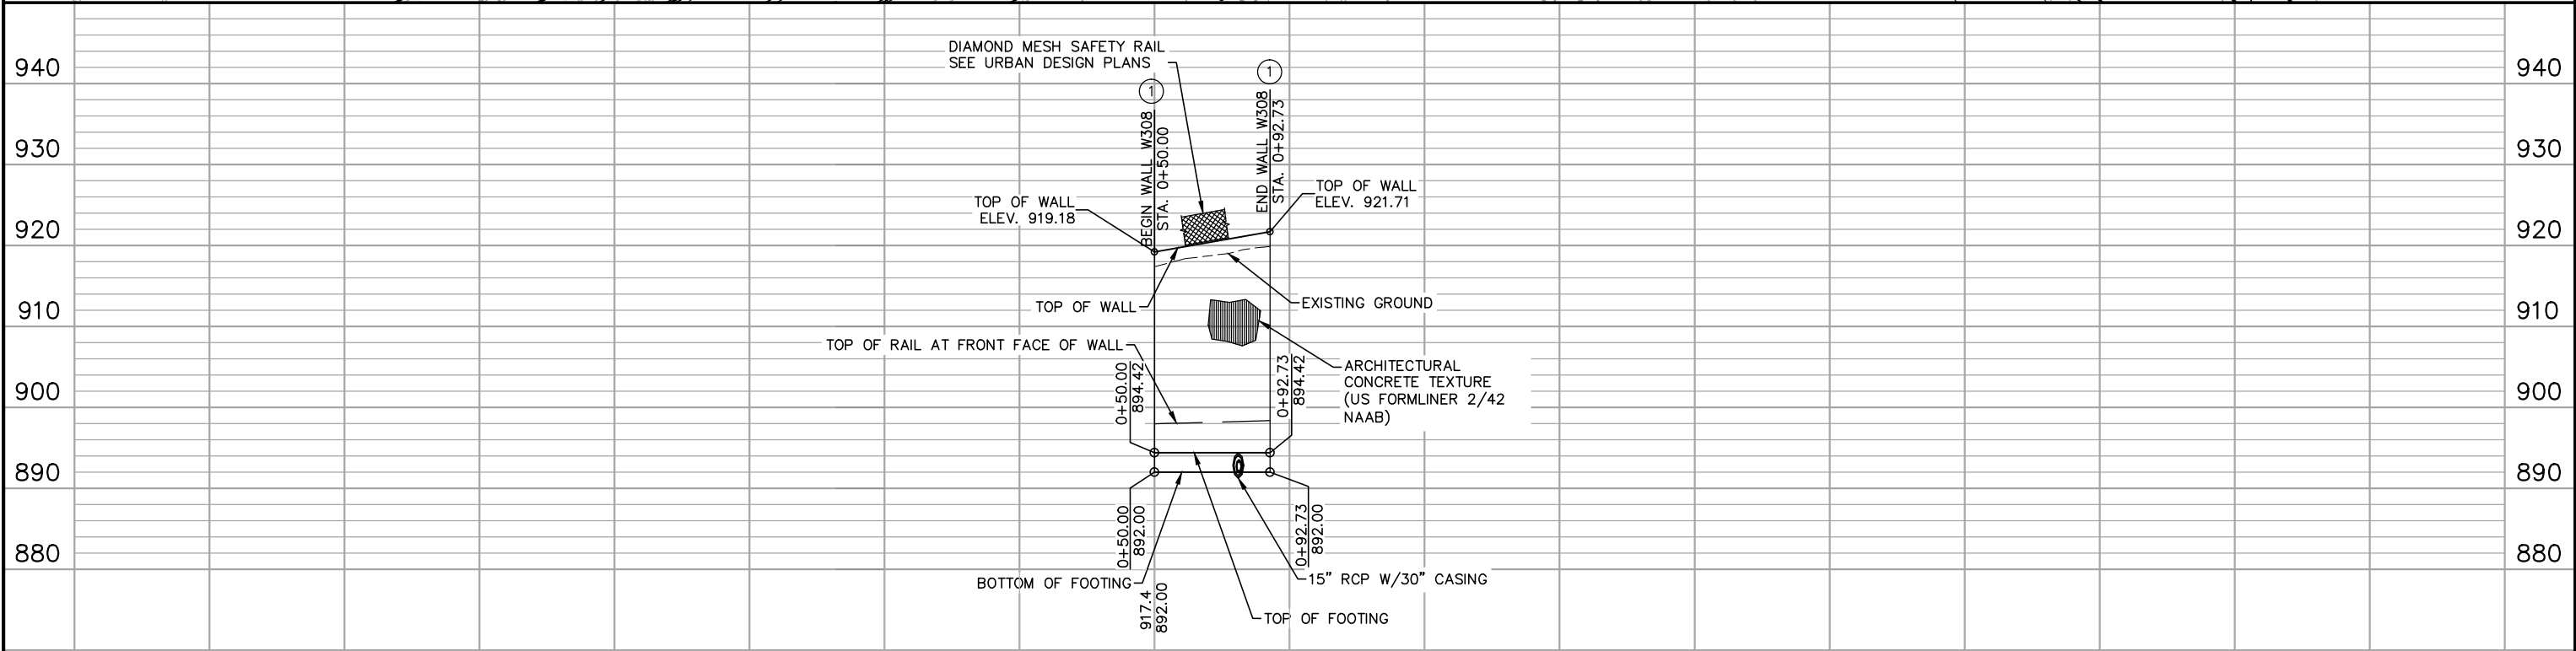 DIAMOND MESH SAFETY RAIL
SEE URBAN DESIGN PLANS
1
1
940
940
BEGIN WALL W308
STA. 0+50.00
END WALL W308
STA. 0+92.73
930
930
TOP OF WALL
ELEV. 919.18
TOP OF WALL
ELEV. 921.71
920
920
TOP OF WALL
EXISTING GROUND
910
910
TOP OF RAIL AT FRONT FACE OF WALL
ARCHITECTURAL
CONCRETE TEXTURE
(US FORMLINER 2/42
NAAB)
0+50.00
894.42
0+92.73
894.42
900
900
890
890
0+50.00
892.00
0+92.73
892.00
880
880
BOTTOM OF FOOTING
15" RCP W/30" CASING
917.4
892.00
TOP OF FOOTING